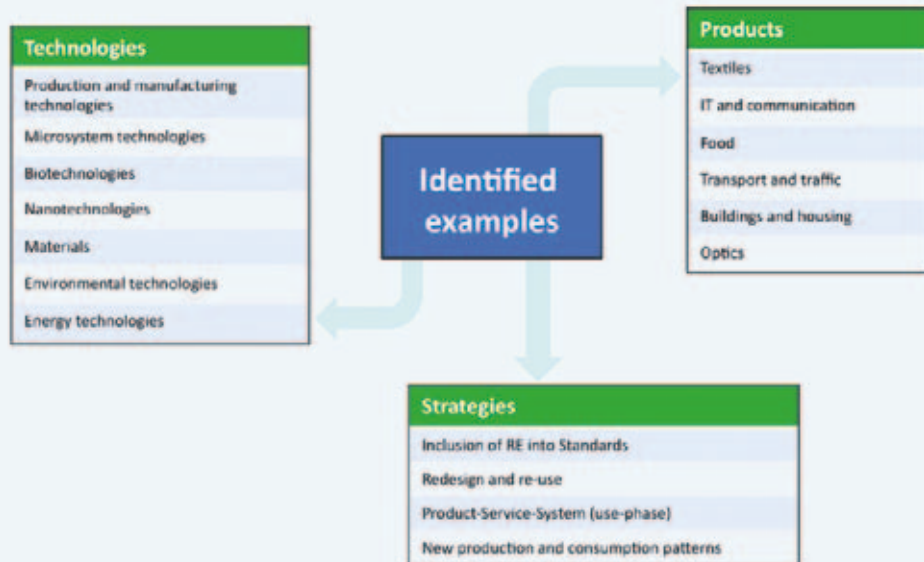 Technologies
Production and manufacturing
technologies
Microsystem technologies
Biotechnologies
Nanotechnologies
Materials
Environmental technologies
Energy technologies
Identified
examples
Products
Textiles
IT and communication
Food
Transport and traffic
Buildings and housing
Optics
Strategies
Inclusion of RE into Standards
Redesign and re-use
Product-Service-System (use-phase)
New production and consumption patterns